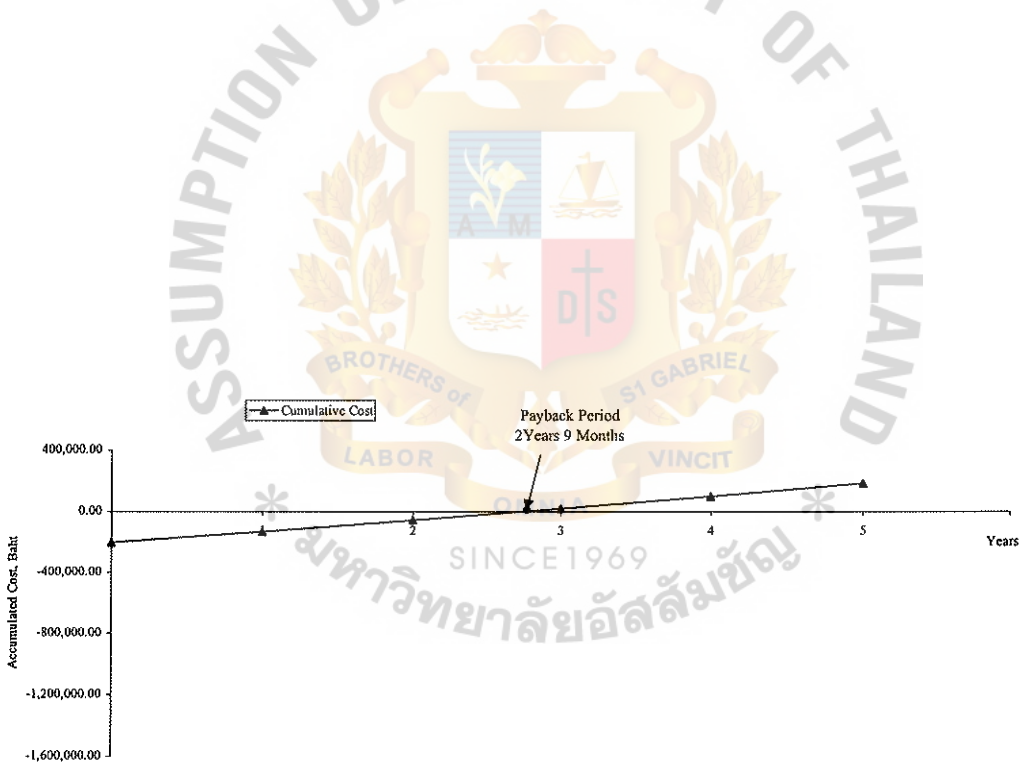 ASSUMPTION
OF THAILAND
A M
D S
BROTHERS of
S1 GABRIEL
LABOR
VINCIT
SINCE1969
มหาวิทยาลัยอัสสัมชัญ
Cumulative Cost
Payback Period
2Years 9 Months
400,000.00
0.00
-400,000.00
-800,000.00
-1,200,000.00
-1,600,000.00
Accumulated Cost, Baht
2
3
4
5
Years